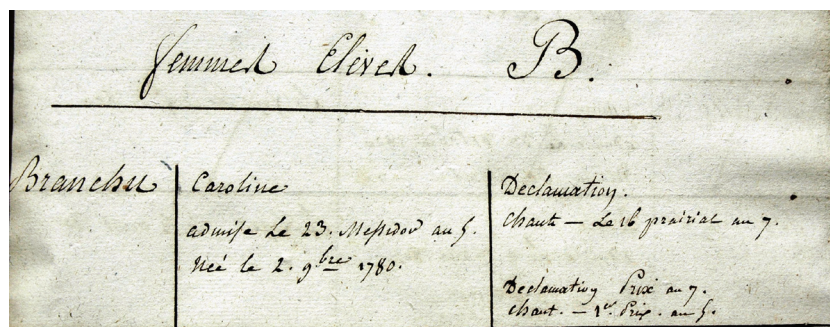 femmes Elèves. B.
Branchu
Caroline
admise Le 23. Messidor an 5.
Née le 2. 9bre 1780.
Declamation.
chant — Le 16 prairial an 7.
Declamation Prix an 7.
chant. — 1er Prix. an 5.